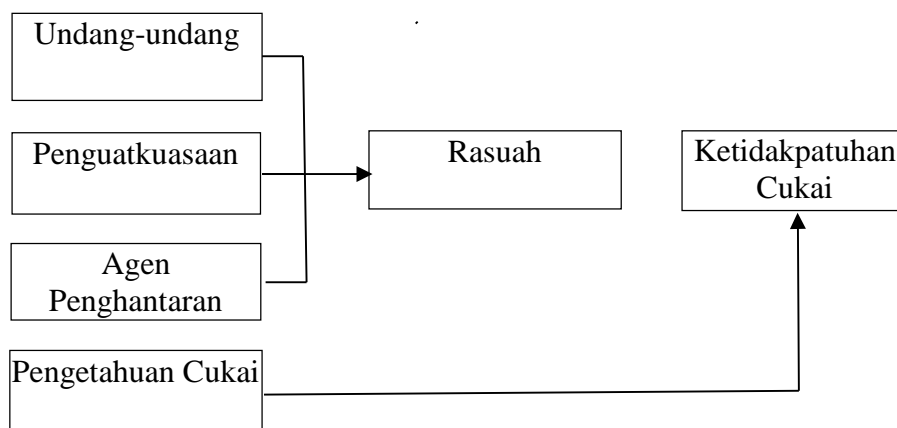 Undang-undang
Penguatkuasaan
Rasuah
Ketidakpatuhan
Cukai
Agen
Penghantaran
Pengetahuan Cukai